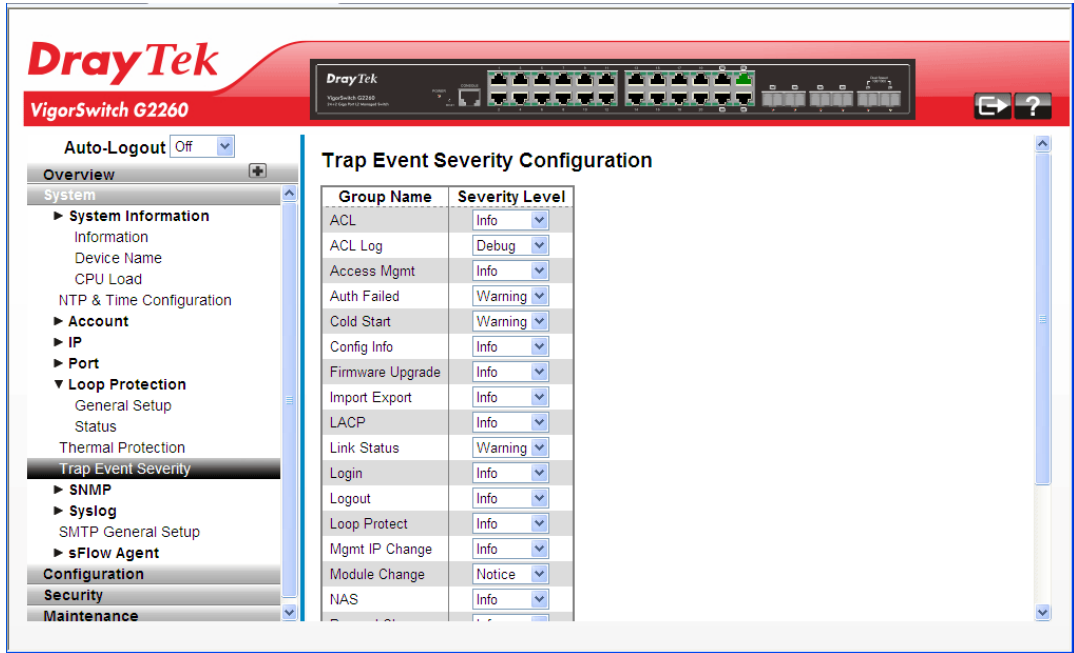 DrayTek
VigorSwitch G2260
DrayTek
VigorSwitch G2260
POWER
CONSOLE
Auto-Logout Off
Overview
System
System Information
Information
Device Name
CPU Load
NTP & Time Configuration
Account
IP
Port
Loop Protection
General Setup
Status
Thermal Protection
Trap Event Severity
SNMP
Syslog
SMTP General Setup
sFlow Agent
Configuration
Security
Maintenance
Trap Event Severity Configuration
Group Name Severity Level
ACL Info
ACL Log Debug
Access Mgmt Info
Auth Failed Warning
Cold Start Warning
Config Info Info
Firmware Upgrade Info
Import Export Info
LACP Info
Link Status Warning
Login Info
Logout Info
Loop Protect Info
Mgmt IP Change Info
Module Change Notice
NAS Info